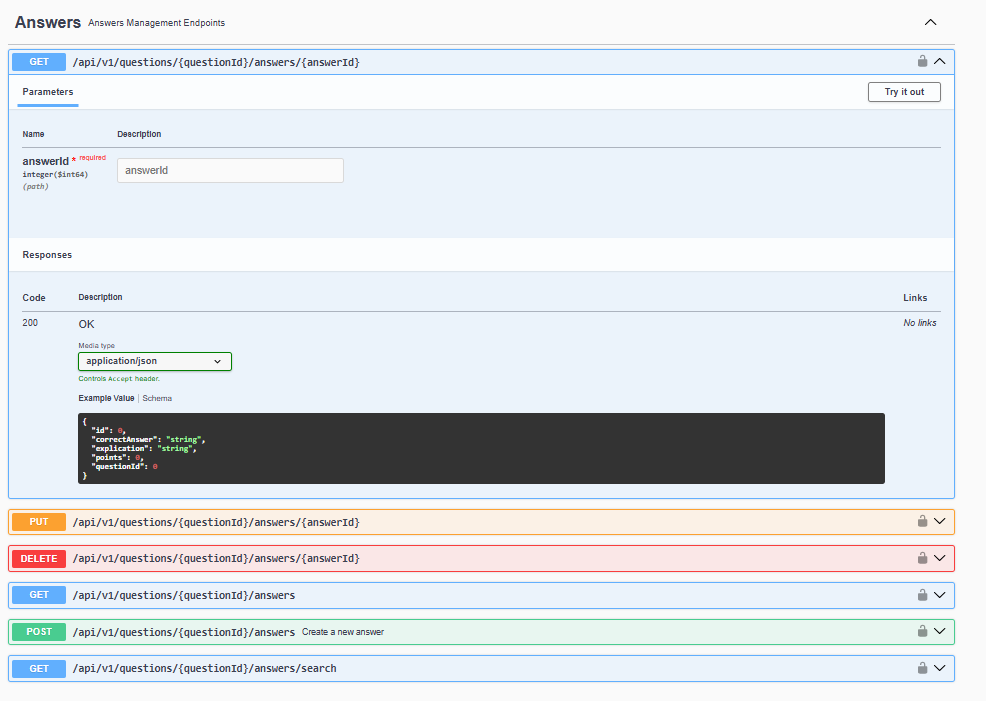 Answers Answers Management Endpoints
GET /api/v1/questions/{questionId}/answers/{answerId}
Parameters Try it out
Name Description
answerId * required
integer($int64)
(path)
answerId
Responses
Code Description Links
200 OK No links
Media type
application/json
Controls Accept header.
Example Value | Schema
{
"id": 0,
"correctAnswer": "string",
"explication": "string",
"points": 0,
"questionId": 0
}
PUT /api/v1/questions/{questionId}/answers/{answerId}
DELETE /api/v1/questions/{questionId}/answers/{answerId}
GET /api/v1/questions/{questionId}/answers
POST /api/v1/questions/{questionId}/answers Create a new answer
GET /api/v1/questions/{questionId}/answers/search